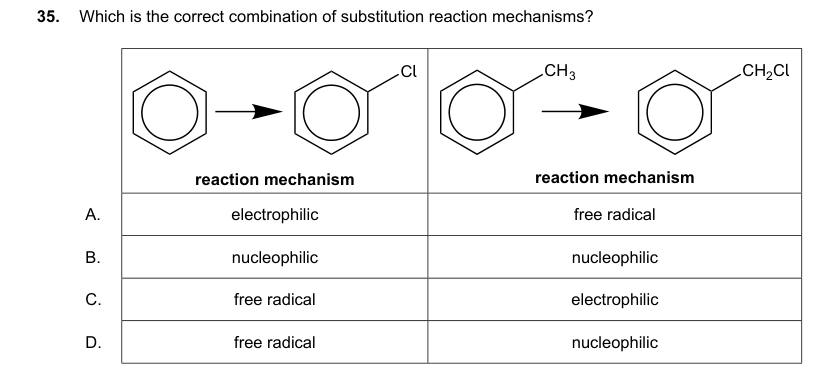 35. Which is the correct combination of substitution reaction mechanisms?
Cl CH₃ CH₂Cl
reaction mechanism reaction mechanism
A. electrophilic free radical
B. nucleophilic nucleophilic
C. free radical electrophilic
D. free radical nucleophilic